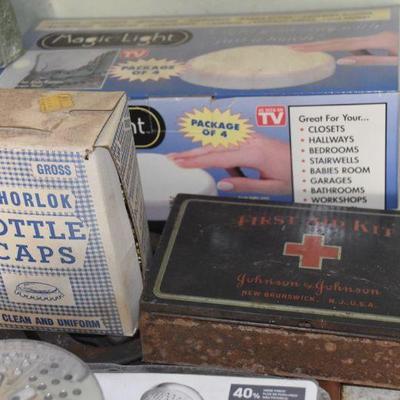 Magic Light
TV
PACKAGE
OF 4
AS SEEN ON
TV
Great For Your...
• CLOSETS
• HALLWAYS
• BEDROOMS
• STAIRWELLS
• BABIES ROOM
• GARAGES
• BATHROOMS
• WORKSHOPS
PACKAGE
OF 4
GROSS
HORLOK
OTTLE
CAPS
CLEAN AND UNIFORM
FIRST AID KIT
Johnson & Johnson
NEW BRUNSWICK, N.J., U.S.A.
40%